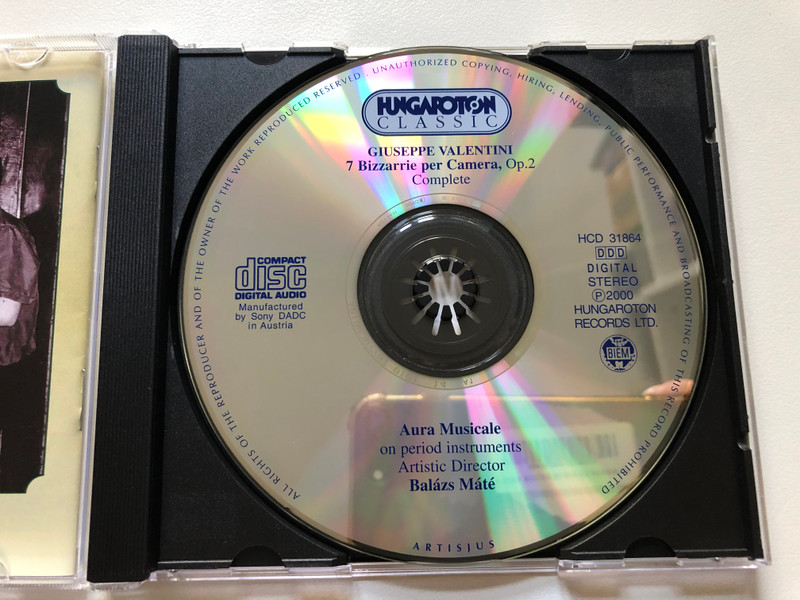 ALL RIGHTS OF THE REPRODUCER AND OF THE OWNER OF THE WORK REPRODUCED RESERVED . UNAUTHORIZED COPYING, HIRING, LENDING, PUBLIC PERFORMANCE AND BROADCASTING OF THIS RECORD PROHIBITED
HUNGAROTON
CLASSIC
GIUSEPPE VALENTINI
7 Bizzarrie per Camera, Op.2
Complete
COMPACT
disc
DIGITAL AUDIO
Manufactured
by Sony DADC
in Austria
HCD 31864
DDD
DIGITAL
STEREO
℗2000
HUNGAROTON
RECORDS LTD.
BIEM
Aura Musicale
on period instruments
Artistic Director
Balázs Máté
ARTISJUS